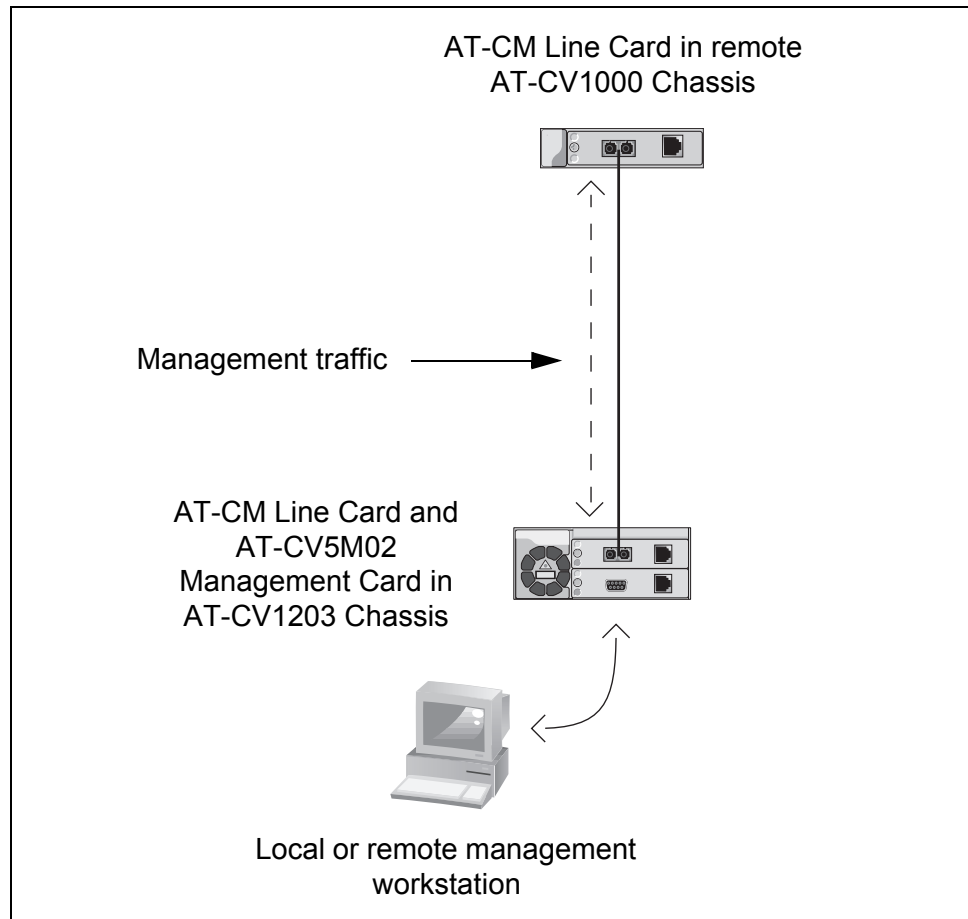 AT-CM Line Card in remote
AT-CV1000 Chassis
Management traffic
AT-CM Line Card and
AT-CV5M02
Management Card in
AT-CV1203 Chassis
Local or remote management
workstation